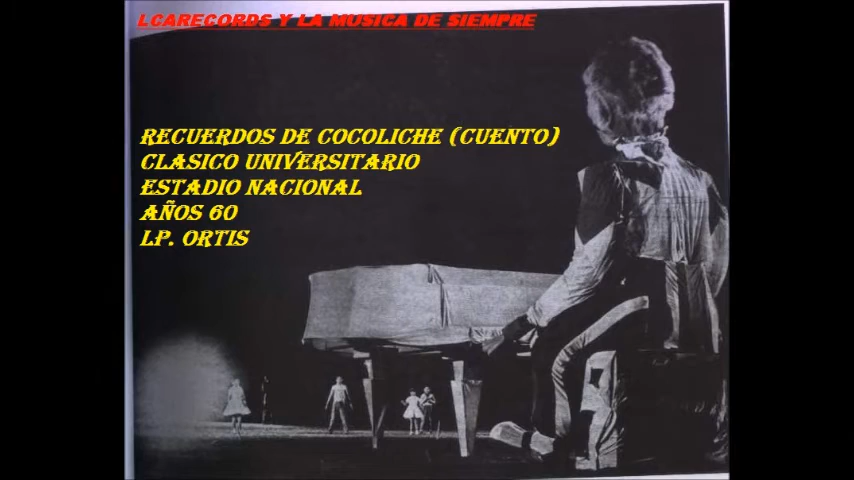 LCARECORDS Y LA MUSICA DE SIEMPRE
RECUERDOS DE COCOLICHE (CUENTO)
CLASICO UNIVERSITARIO
ESTADIO NACIONAL
AÑOS 60
LP. ORTIS